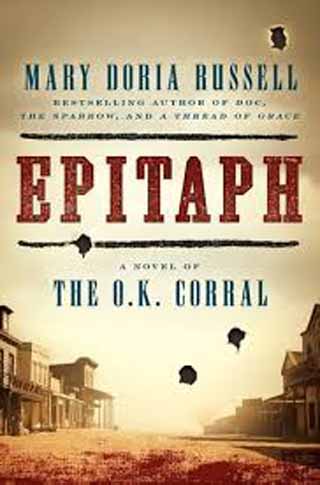 MARY DORIA RUSSELL
BESTSELLING AUTHOR OF DOC,
THE SPARROW, AND A THREAD OF GRACE
EPITAPH
A NOVEL OF
THE O.K. CORRAL